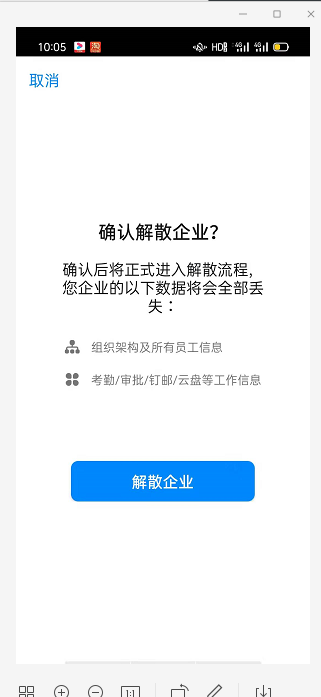 10:05 淘 HD 4G 4G
取消
确认解散企业？
确认后将正式进入解散流程，
您企业的以下数据将会全部丢
失：
组织架构及所有员工信息
考勤/审批/钉邮/云盘等工作信息
解散企业
1:1